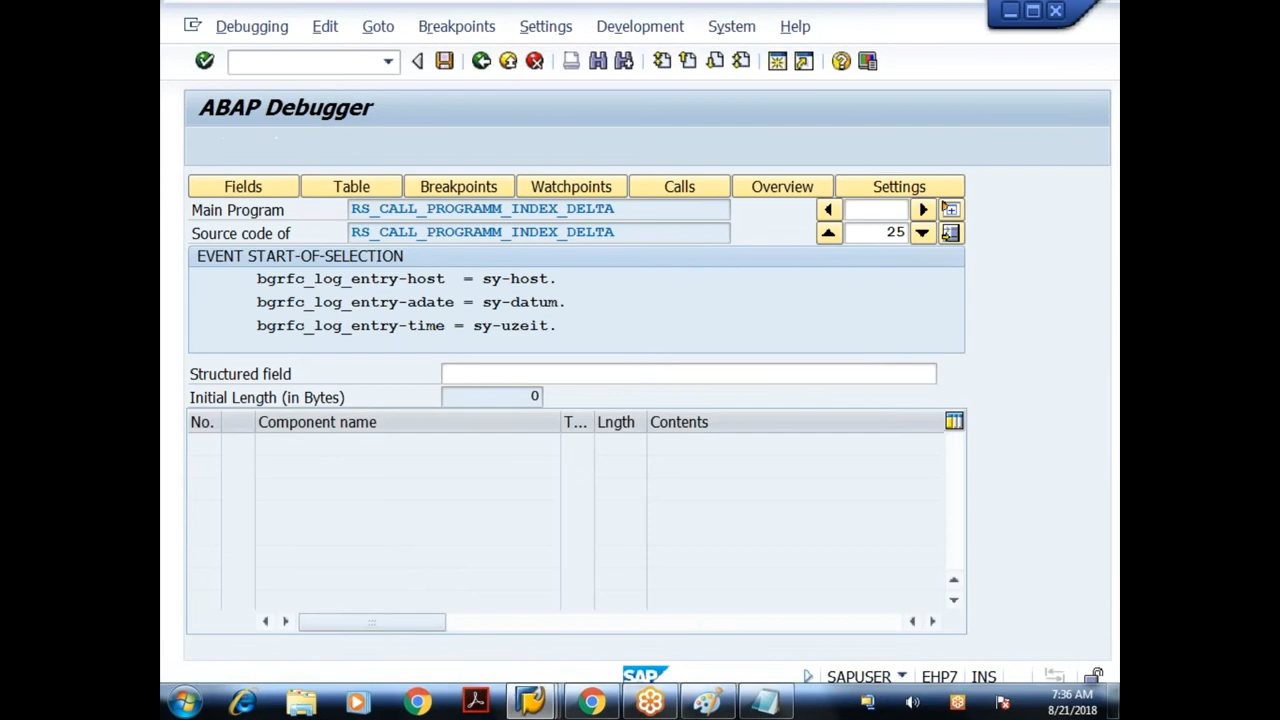 Debugging Edit Goto Breakpoints Settings Development System Help
ABAP Debugger
Fields Table Breakpoints Watchpoints Calls Overview Settings
Main Program RS_CALL_PROGRAMM_INDEX_DELTA
Source code of RS_CALL_PROGRAMM_INDEX_DELTA 25
EVENT START-OF-SELECTION
bgrfc_log_entry-host = sy-host.
bgrfc_log_entry-adate = sy-datum.
bgrfc_log_entry-time = sy-uzeit.
Structured field
Initial Length (in Bytes) 0
No. Component name T... Lngth Contents
SAP SAPUSER EHP7 INS
7:36 AM
8/21/2018